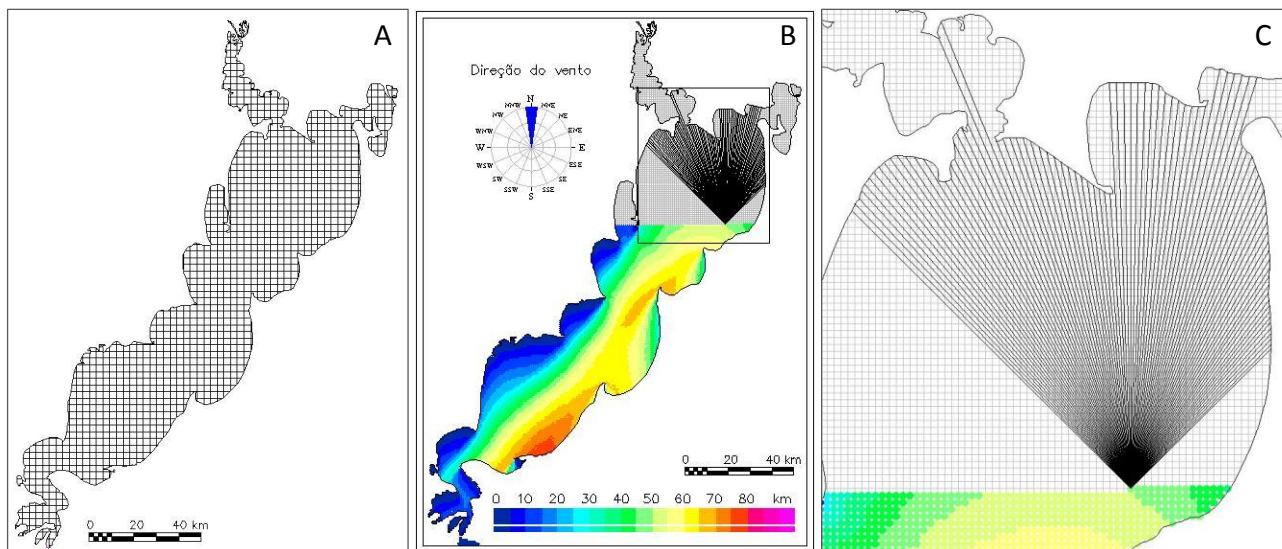 A
0 20 40 km
B
Direção do vento
N
NNW NNE
NW NE
WNW ENE
W E
WSW ESE
SW SE
SSW SSE
S
0 20 40 km
0 10 20 30 40 50 60 70 80 km
C